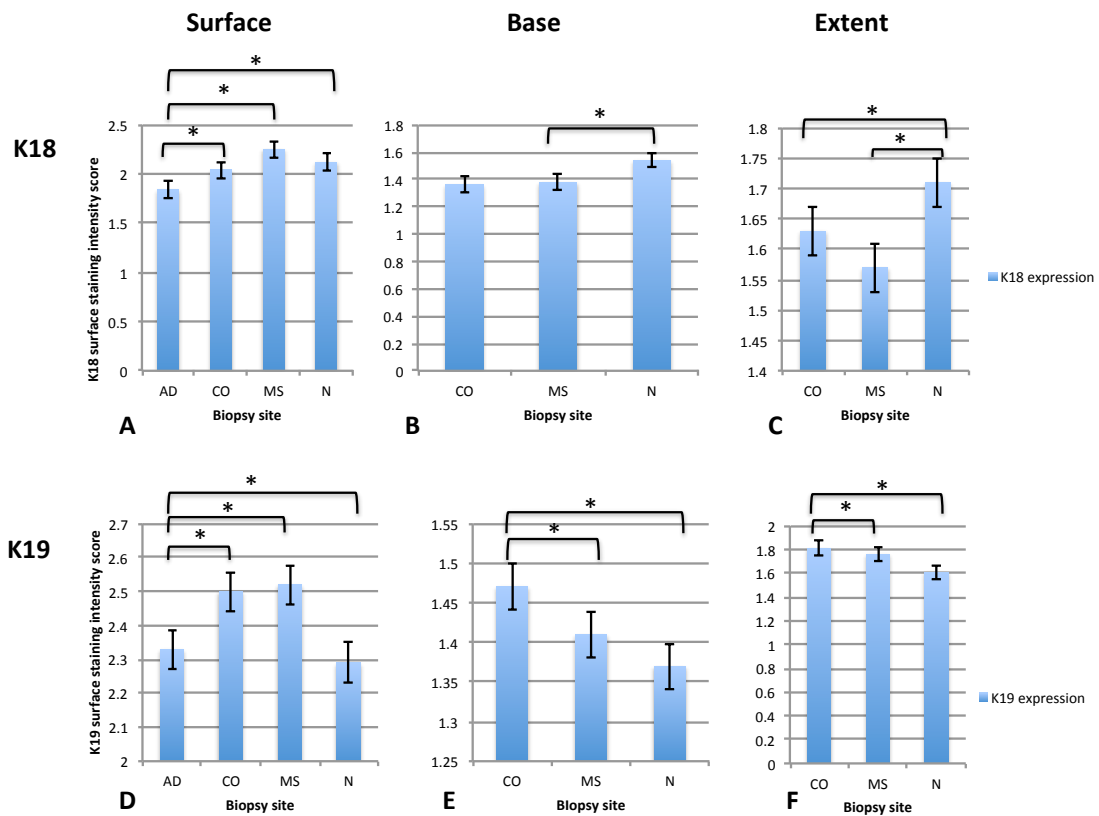 Surface
Base
Extent
K18
*
*
*
K18 surface staining intensity score
2.5
2
1.5
1
0.5
0
AD CO MS N
Biopsy site
A
*
1.8
1.6
1.4
1.2
1
0.8
0.6
0.4
0.2
0
CO MS N
Biopsy site
B
*
*
1.8
1.75
1.7
1.65
1.6
1.55
1.5
1.45
1.4
CO MS N
Biopsy site
C
K18 expression
K19
*
*
*
K19 surface staining intensity score
2.7
2.6
2.5
2.4
2.3
2.2
2.1
2
AD CO MS N
Biopsy site
D
*
*
1.55
1.5
1.45
1.4
1.35
1.3
1.25
CO MS N
BIopsy site
E
*
*
2
1.8
1.6
1.4
1.2
1
0.8
0.6
0.4
0.2
0
CO MS N
Biopsy site
F
K19 expression